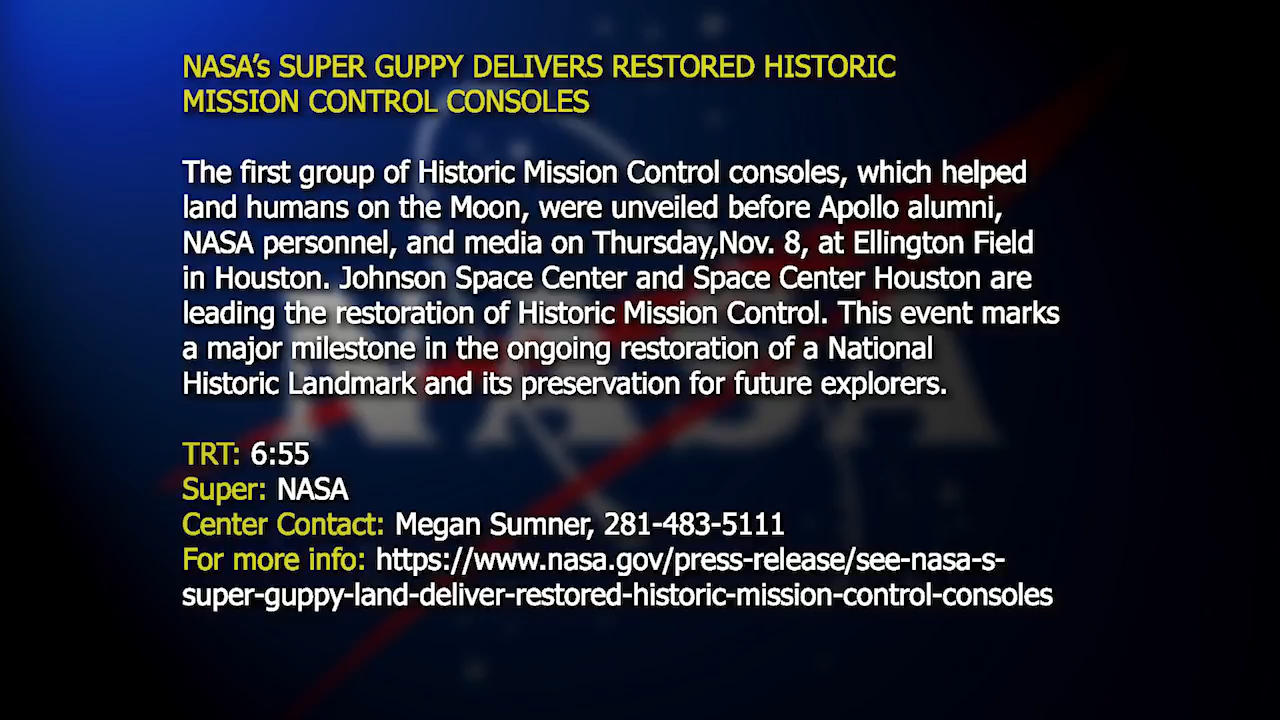 NASA’s SUPER GUPPY DELIVERS RESTORED HISTORIC
MISSION CONTROL CONSOLES
The first group of Historic Mission Control consoles, which helped
land humans on the Moon, were unveiled before Apollo alumni,
NASA personnel, and media on Thursday,Nov. 8, at Ellington Field
in Houston. Johnson Space Center and Space Center Houston are
leading the restoration of Historic Mission Control. This event marks
a major milestone in the ongoing restoration of a National
Historic Landmark and its preservation for future explorers.
TRT: 6:55
Super: NASA
Center Contact: Megan Sumner, 281-483-5111
For more info: https://www.nasa.gov/press-release/see-nasa-s-
super-guppy-land-deliver-restored-historic-mission-control-consoles
NASA